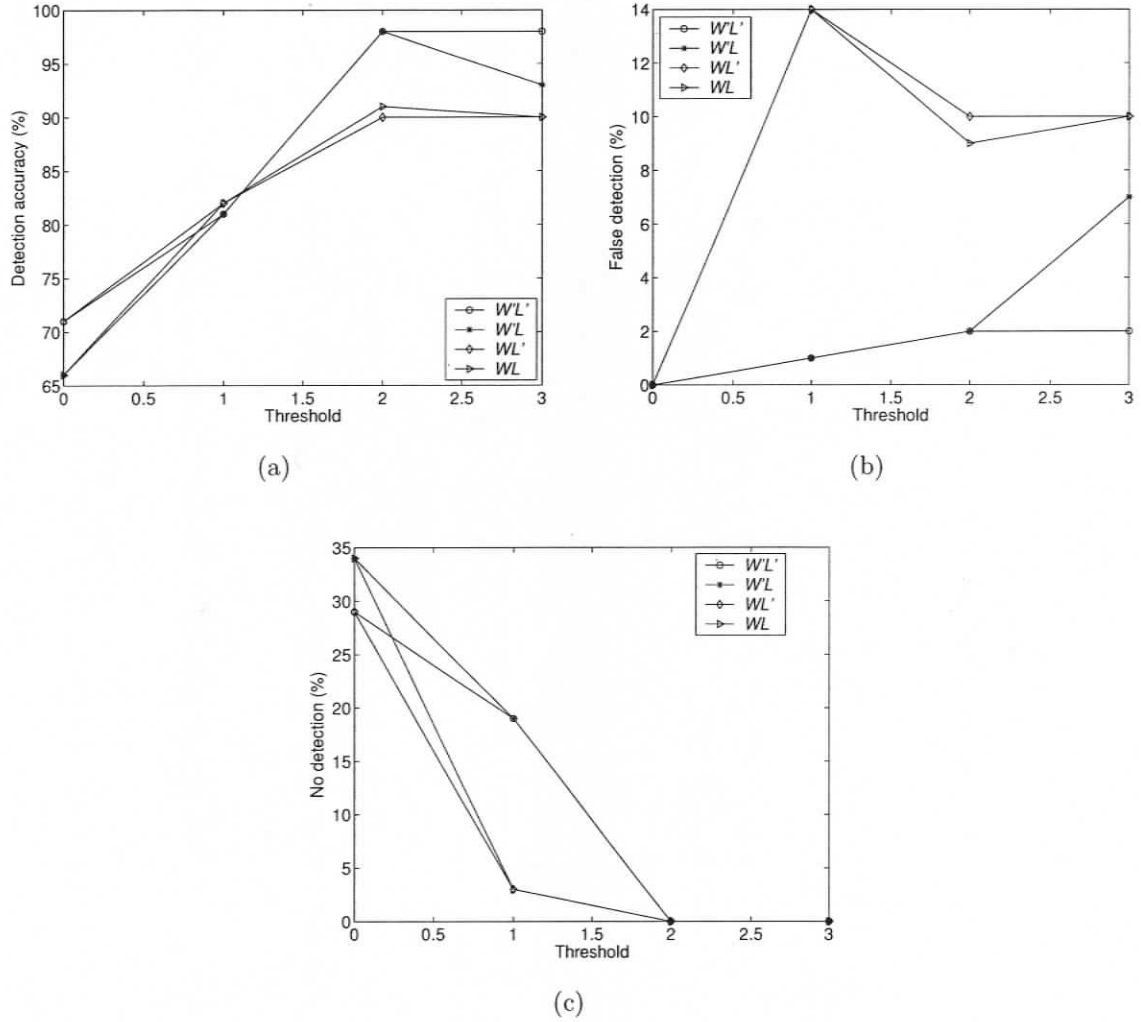 100
95
90
85
80
75
70
65
Detection accuracy (%)
0 0.5 1 1.5 2 2.5 3
Threshold
W'L'
W'L
WL'
WL
(a)
14
12
10
8
6
4
2
0
False detection (%)
W'L'
W'L
WL'
WL
0 0.5 1 1.5 2 2.5 3
Threshold
(b)
35
30
25
20
15
10
5
0
No detection (%)
W'L'
W'L
WL'
WL
0 0.5 1 1.5 2 2.5 3
Threshold
(c)